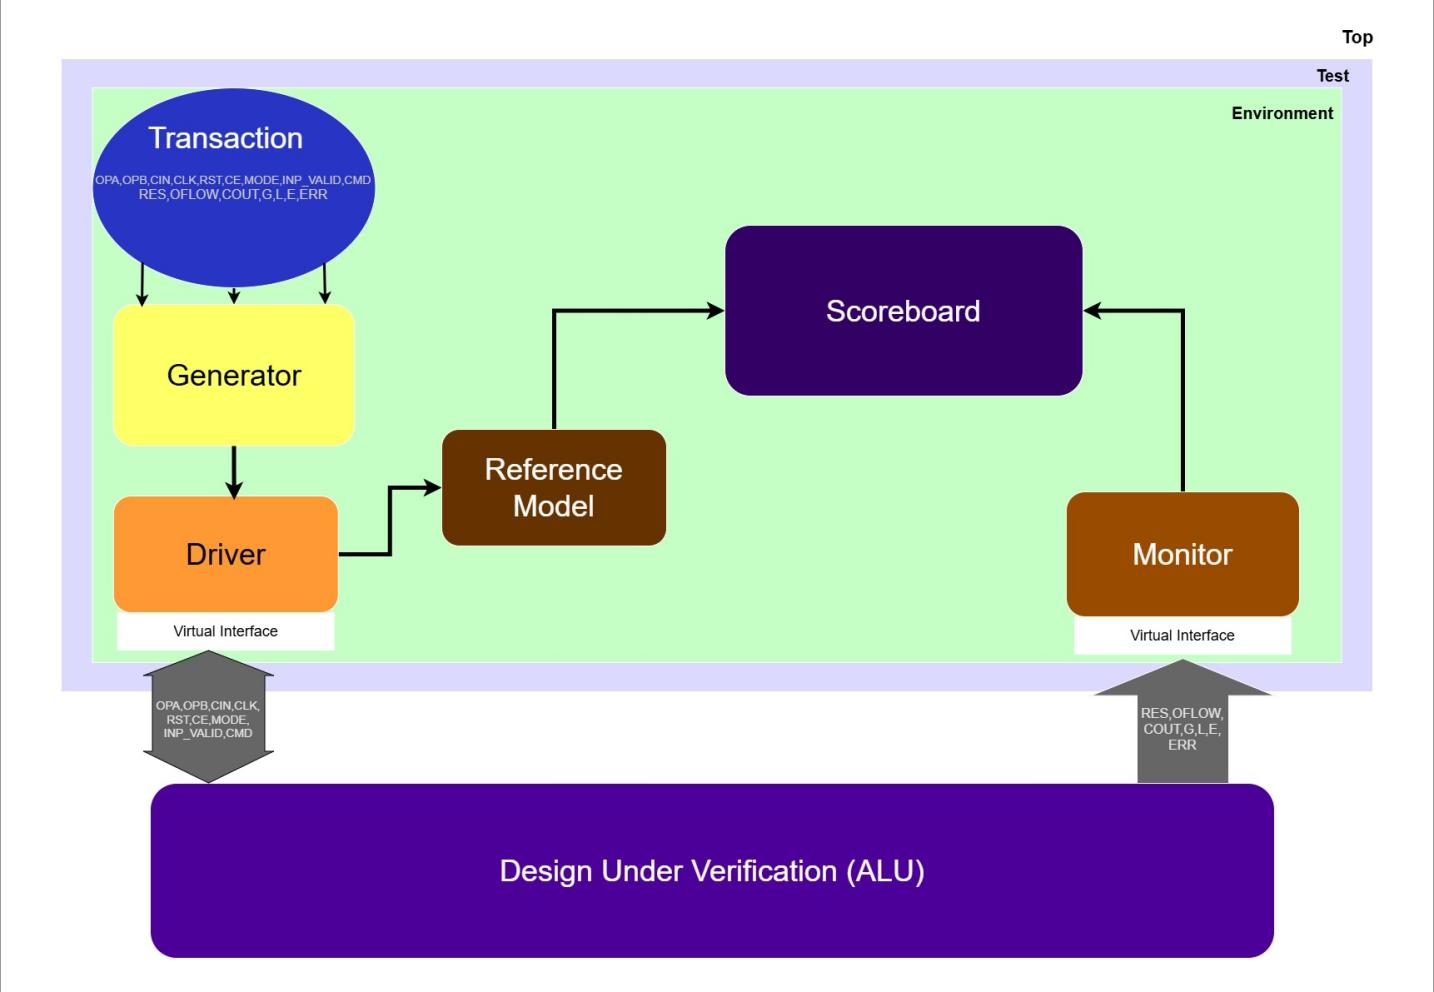 Top
Test
Environment
Transaction
OPA,OPB,CIN,CLK,RST,CE,MODE,INP_VALID,CMD
RES,OFLOW,COUT,G,L,E,ERR
Generator
Scoreboard
Reference
Model
Driver
Monitor
Virtual Interface
Virtual Interface
OPA,OPB,CIN,CLK,
RST,CE,MODE,
INP_VALID,CMD
RES,OFLOW,
COUT,G,L,E,
ERR
Design Under Verification (ALU)